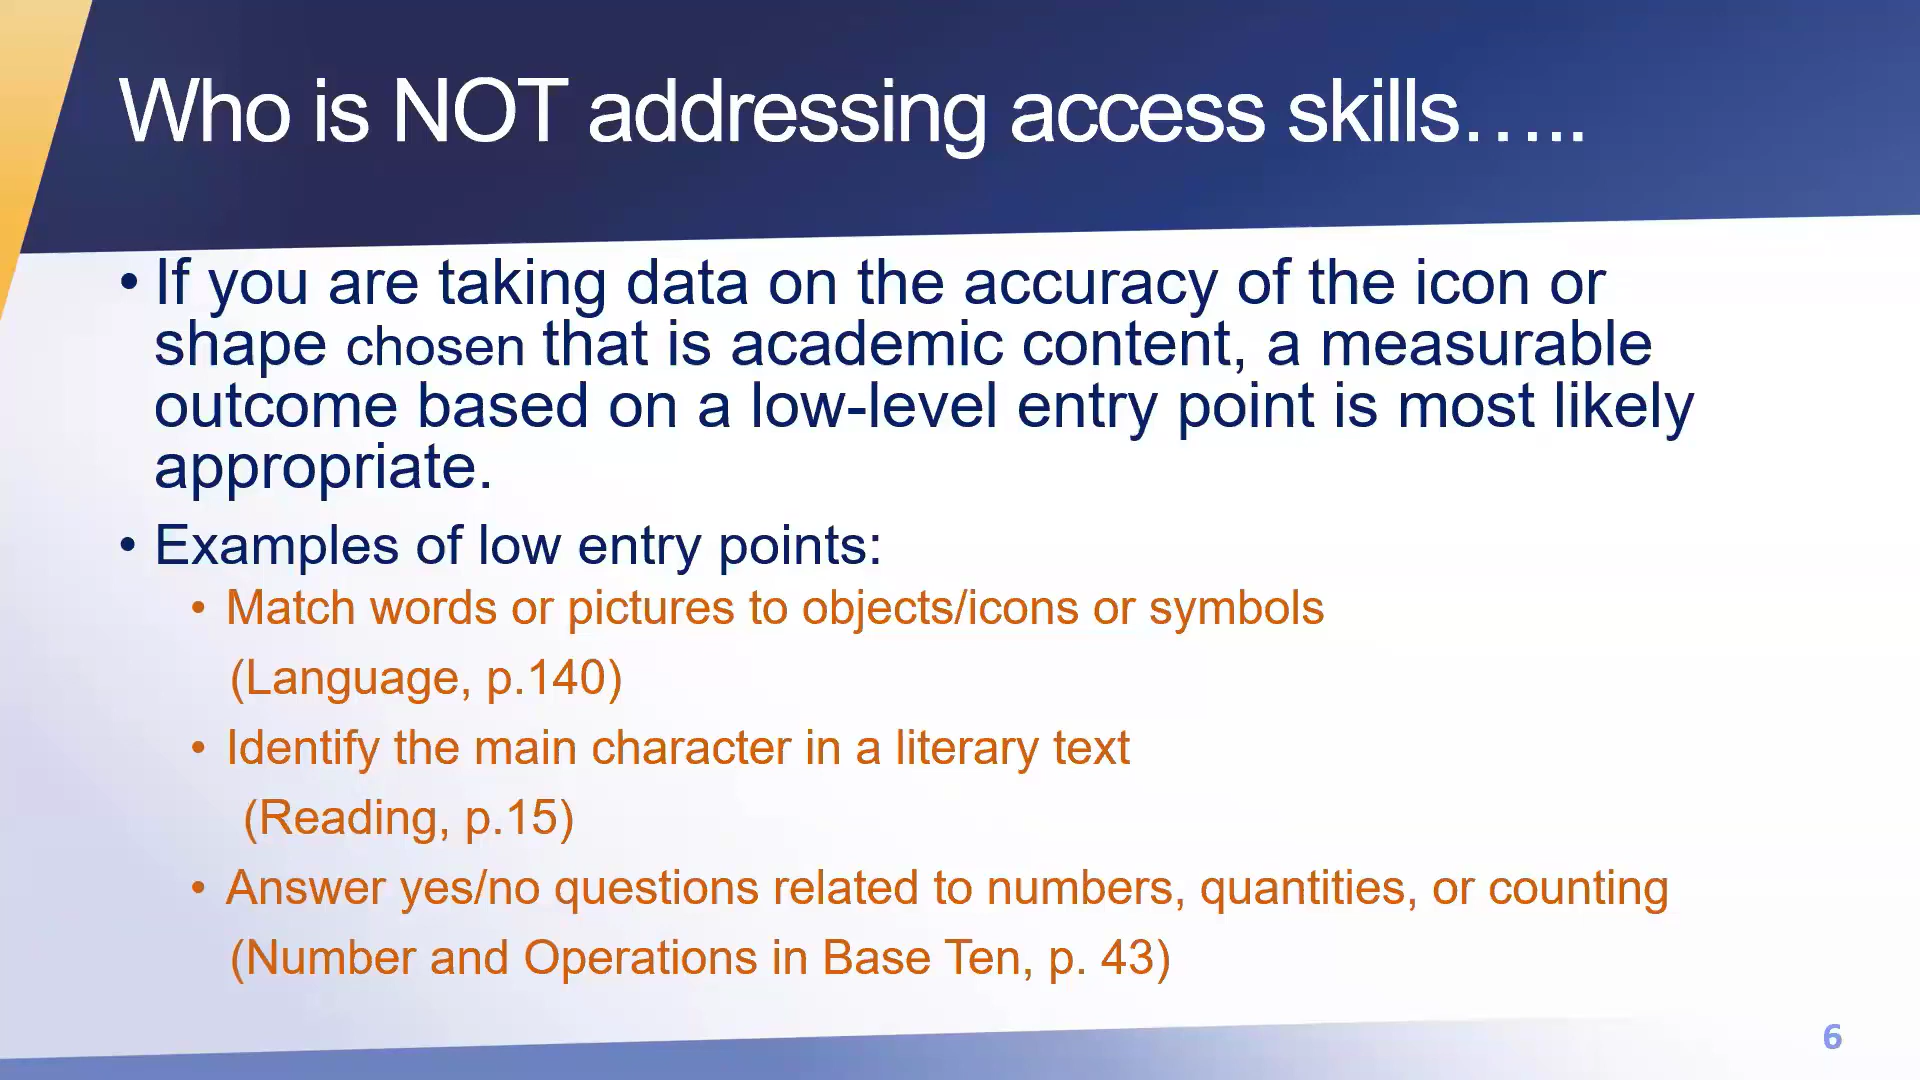 Who is NOT addressing access skills…..
• If you are taking data on the accuracy of the icon or
shape chosen that is academic content, a measurable
outcome based on a low-level entry point is most likely
appropriate.
• Examples of low entry points:
• Match words or pictures to objects/icons or symbols
(Language, p.140)
• Identify the main character in a literary text
(Reading, p.15)
• Answer yes/no questions related to numbers, quantities, or counting
(Number and Operations in Base Ten, p. 43)
6